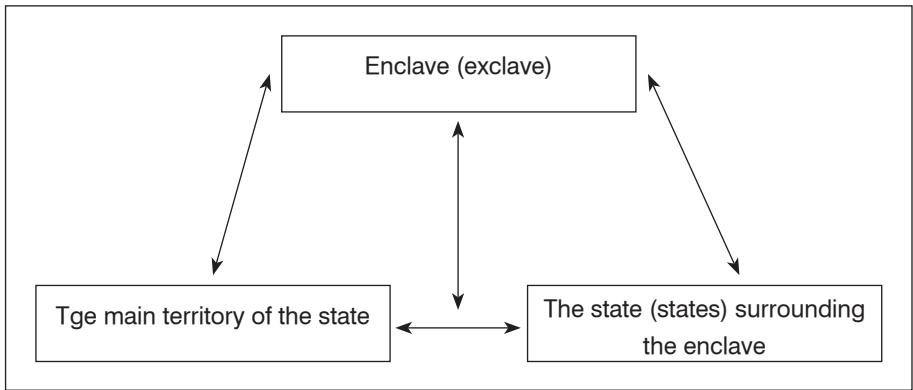 Enclave (exclave)
Tge main territory of the state
The state (states) surrounding
the enclave